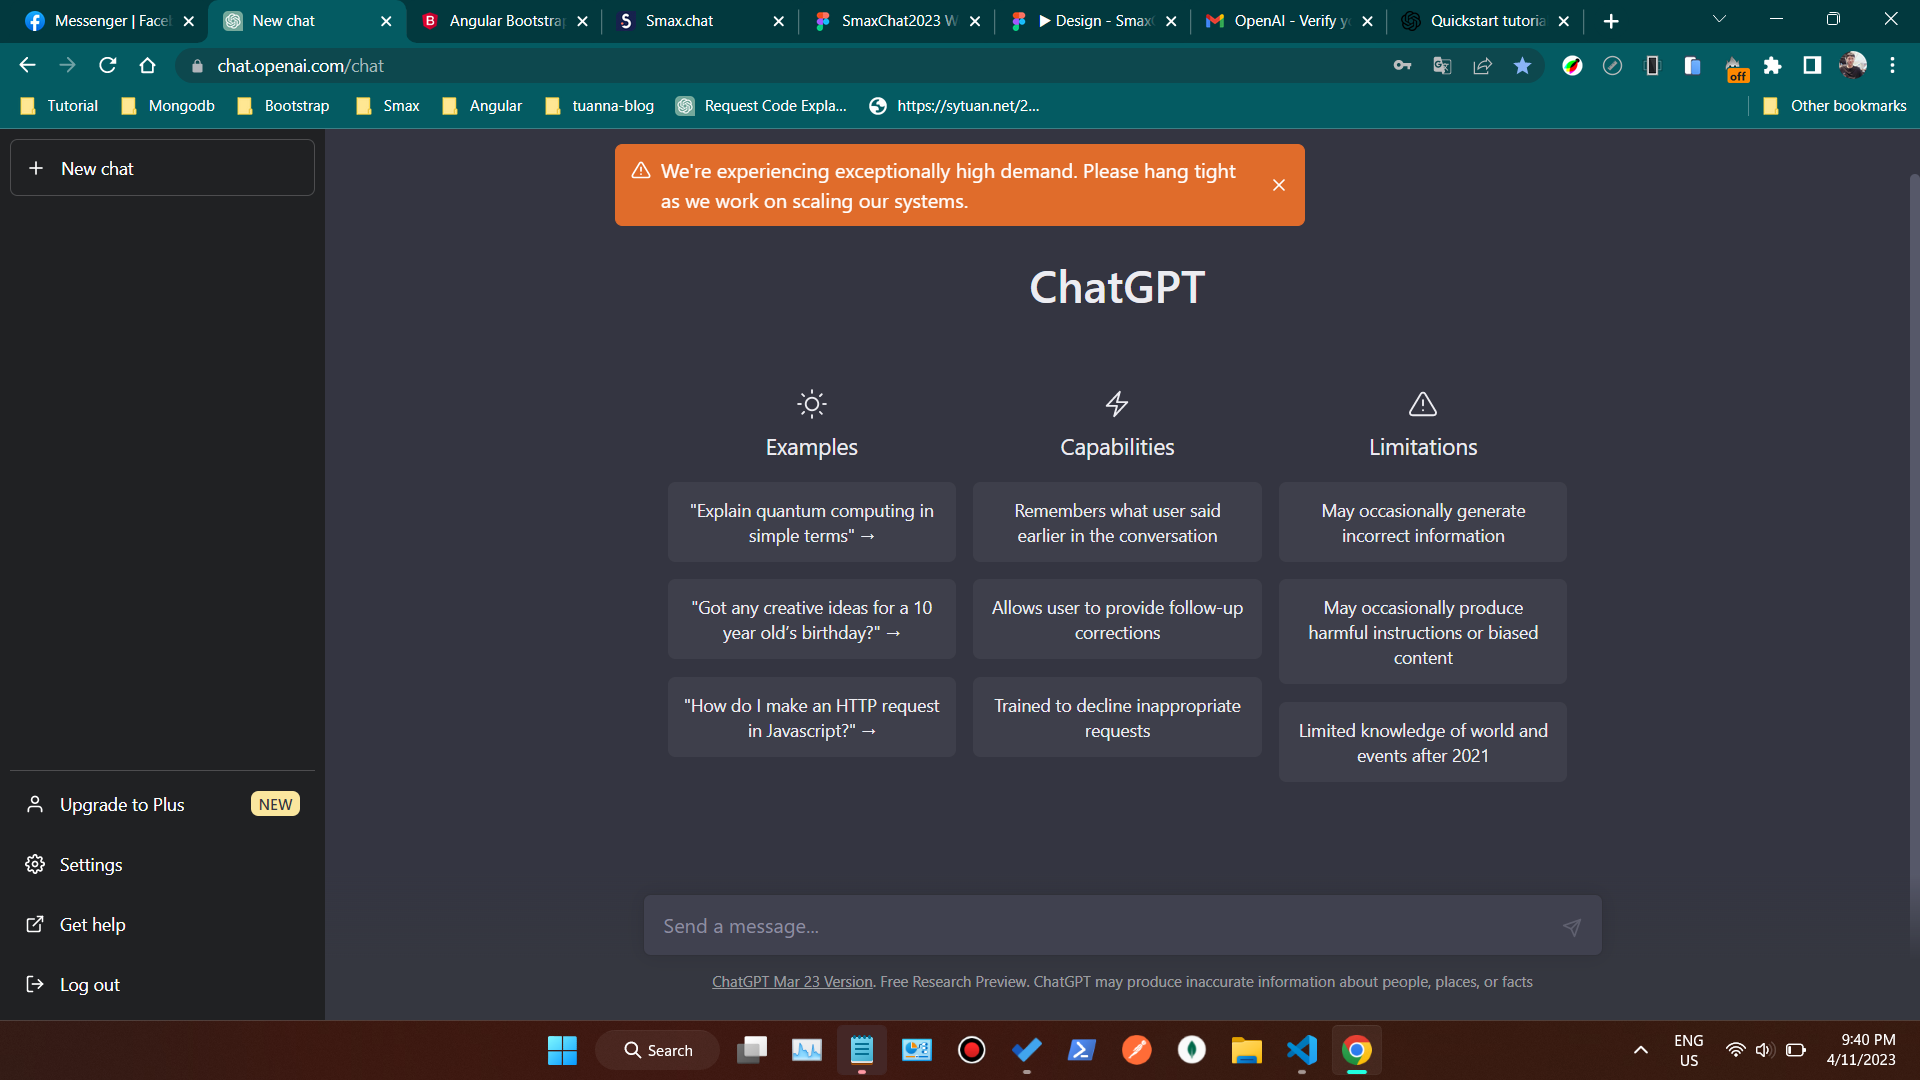 Messenger | Face
New chat
Angular Bootstra
Smax.chat
SmaxChat2023 W
▶ Design - Smax
OpenAI - Verify y
Quickstart tutoria
chat.openai.com/chat
off
Tutorial
Mongodb
Bootstrap
Smax
Angular
tuanna-blog
Request Code Expla...
https://sytuan.net/2...
Other bookmarks
New chat
We're experiencing exceptionally high demand. Please hang tight
as we work on scaling our systems.
ChatGPT
Examples
"Explain quantum computing in
simple terms" →
"Got any creative ideas for a 10
year old’s birthday?" →
"How do I make an HTTP request
in Javascript?" →
Capabilities
Remembers what user said
earlier in the conversation
Allows user to provide follow-up
corrections
Trained to decline inappropriate
requests
Limitations
May occasionally generate
incorrect information
May occasionally produce
harmful instructions or biased
content
Limited knowledge of world and
events after 2021
Upgrade to Plus
NEW
Settings
Get help
Log out
Send a message...
ChatGPT Mar 23 Version. Free Research Preview. ChatGPT may produce inaccurate information about people, places, or facts
Search
ENG
US
9:40 PM
4/11/2023